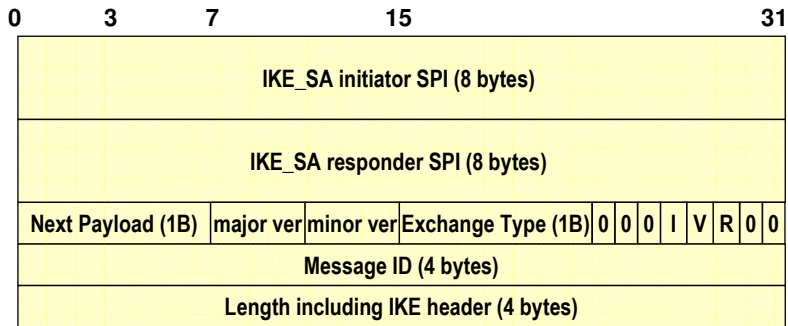 0 3 7 15 31
IKE_SA initiator SPI (8 bytes)
IKE_SA responder SPI (8 bytes)
Next Payload (1B) major ver minor ver Exchange Type (1B) 0 0 0 I V R 0 0
Message ID (4 bytes)
Length including IKE header (4 bytes)